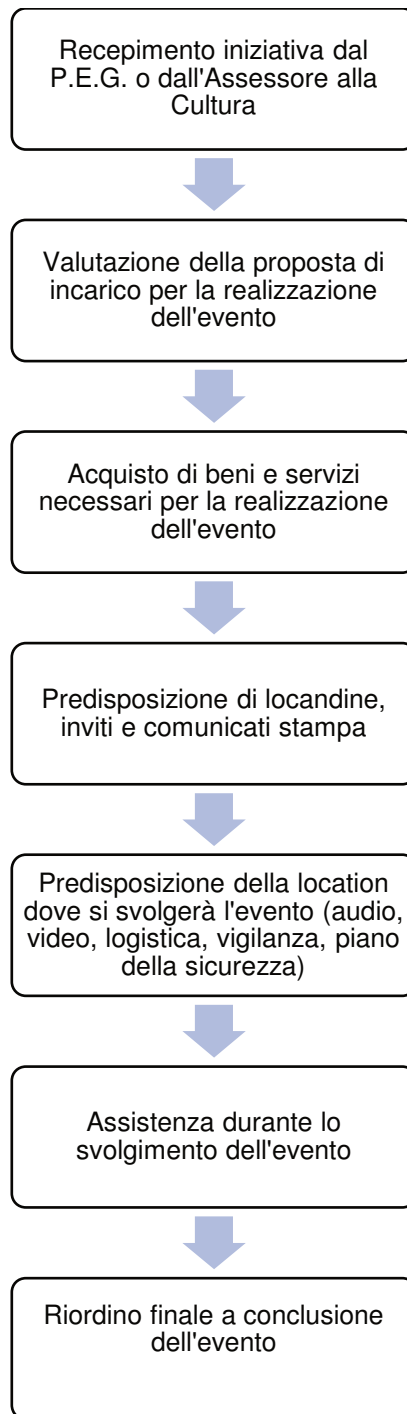 Recepimento iniziativa dal
P.E.G. o dall'Assessore alla
Cultura
Valutazione della proposta di
incarico per la realizzazione
dell'evento
Acquisto di beni e servizi
necessari per la realizzazione
dell'evento
Predisposizione di locandine,
inviti e comunicati stampa
Predisposizione della location
dove si svolgerà l'evento (audio,
video, logistica, vigilanza, piano
della sicurezza)
Assistenza durante lo
svolgimento dell'evento
Riordino finale a conclusione
dell'evento